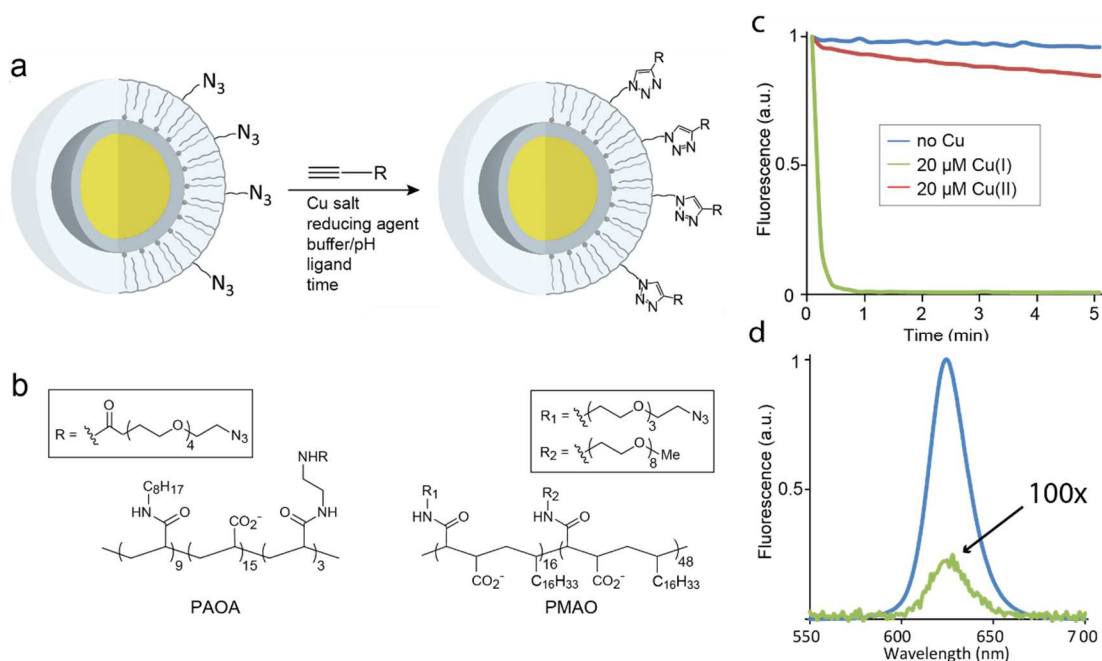 a
N₃
N₃
N₃
N₃
R
Cu salt
reducing agent
buffer/pH
ligand
time
R
N
N=N
R
N
N=N
R
N
N=N
R
N
N=N
b
R =
O
O
4
N₃
C₈H₁₇
HN
O
CO₂⁻
NHR
O
NH
9
15
3
PAOA
R₁ =
O
3
N₃
R₂ =
O
8
Me
R₁
HN
O
R₂
HN
O
CO₂⁻
C₁₆H₃₃
16
CO₂⁻
C₁₆H₃₃
48
PMAO
c
Fluorescence (a.u.)
1
0.5
0
no Cu
20 µM Cu(I)
20 µM Cu(II)
0
1
2
3
4
5
Time (min)
d
Fluorescence (a.u.)
1
0.5
0
100x
550
600
650
700
Wavelength (nm)